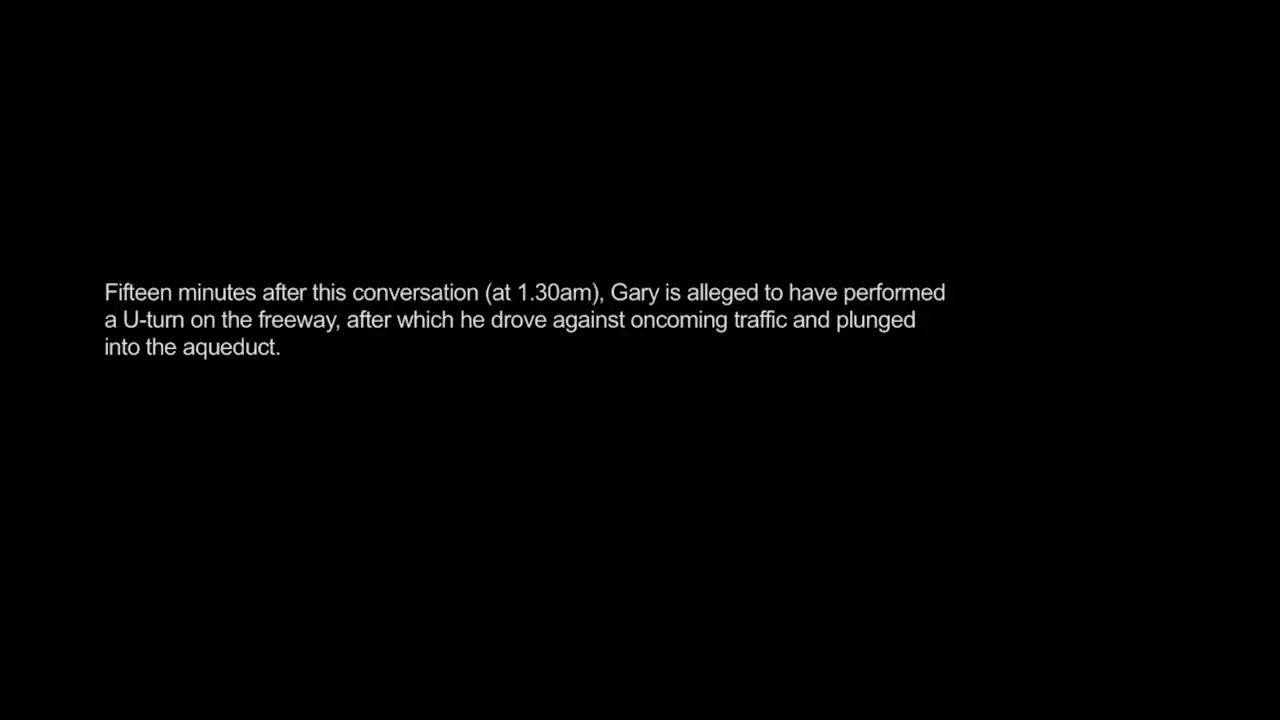 Fifteen minutes after this conversation (at 1.30am), Gary is alleged to have performed
a U-turn on the freeway, after which he drove against oncoming traffic and plunged
into the aqueduct.